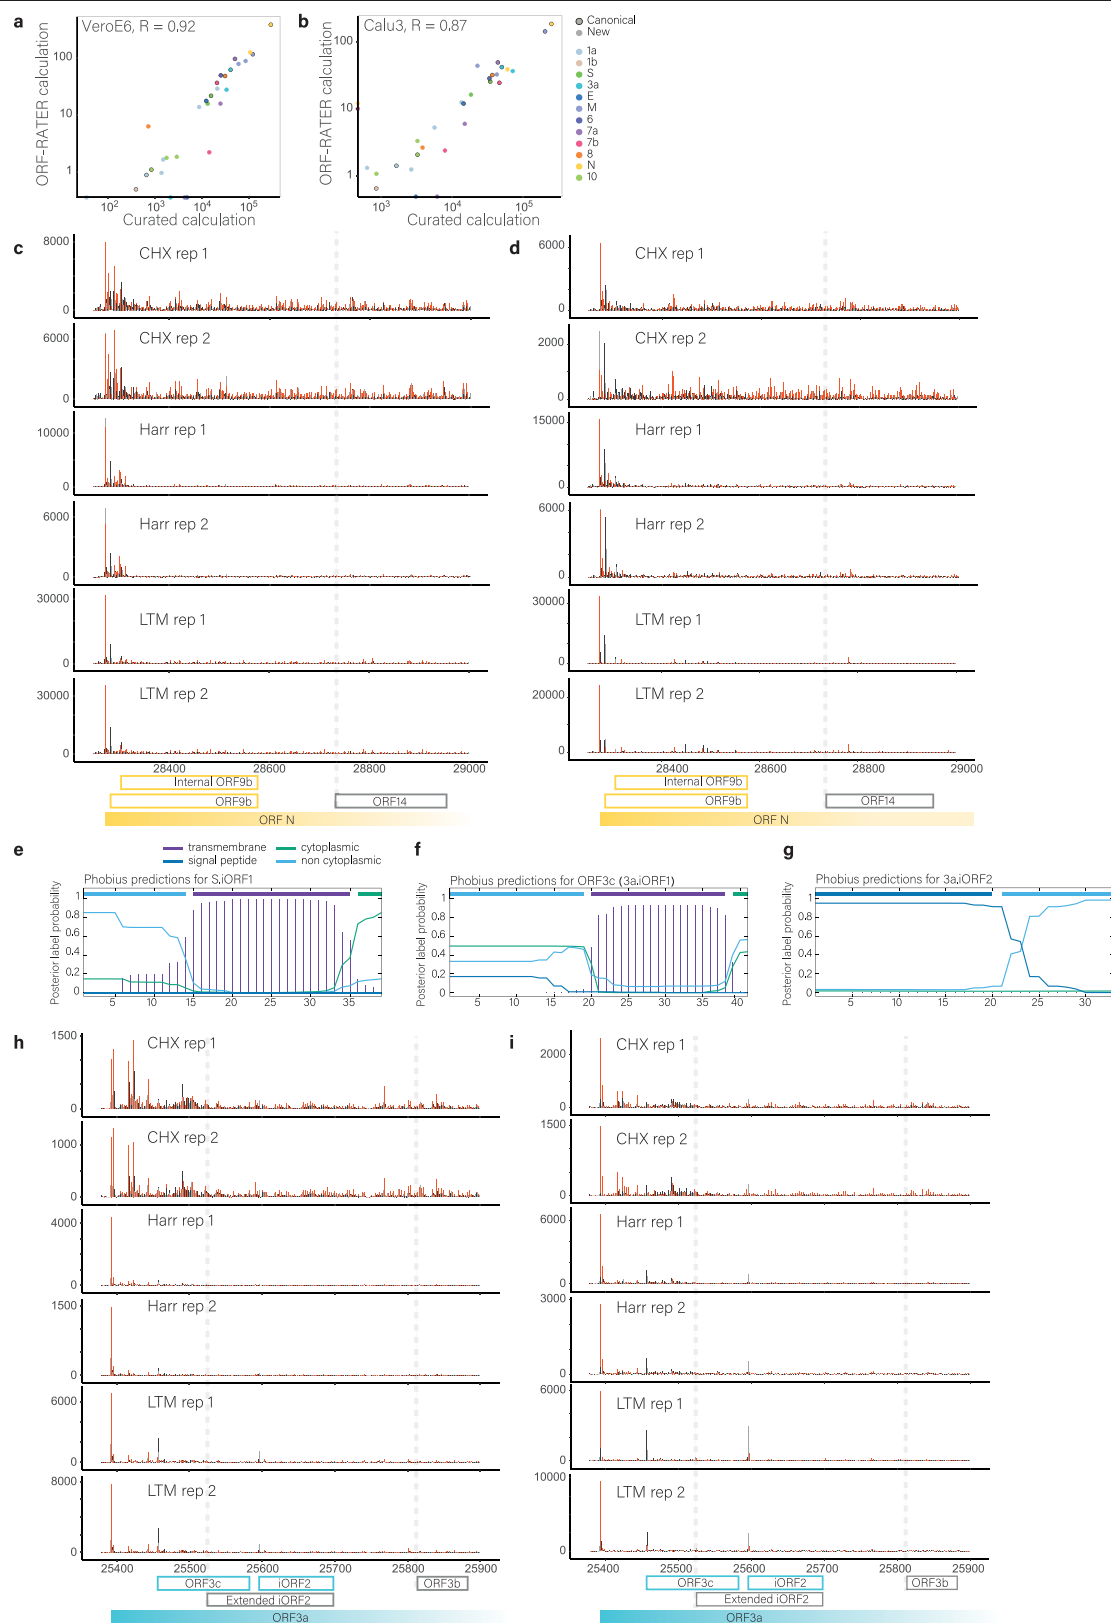 a
VeroE6, R = 0.92
ORF-RATER calculation
100
10
1
10²
10³
10⁴
10⁵
Curated calculation
b
Calu3, R = 0.87
ORF-RATER calculation
100
10
1
10³
10⁴
10⁵
Curated calculation
Canonical
New
1a
1b
S
3a
E
M
6
7a
7b
8
N
10
c
8000
0
CHX rep 1
6000
0
CHX rep 2
10000
0
Harr rep 1
6000
0
Harr rep 2
30000
0
LTM rep 1
30000
0
LTM rep 2
28400
28600
28800
29000
Internal ORF9b
ORF9b
ORF14
ORF N
d
6000
0
CHX rep 1
2000
0
CHX rep 2
15000
0
Harr rep 1
6000
0
Harr rep 2
30000
0
LTM rep 1
20000
0
LTM rep 2
28400
28600
28800
29000
Internal ORF9b
ORF9b
ORF14
ORF N
e
transmembrane
signal peptide
cytoplasmic
non cytoplasmic
Phobius predictions for S.iORF1
Posterior label probability
1
0.8
0.6
0.4
0.2
0
5
10
15
20
25
30
35
f
Phobius predictions for ORF3c (3a.iORF1)
Posterior label probability
1
0.8
0.6
0.4
0.2
0
5
10
15
20
25
30
35
40
g
Phobius predictions for 3a.iORF2
Posterior label probability
1
0.8
0.6
0.4
0.2
0
5
10
15
20
25
30
h
1500
0
CHX rep 1
1000
0
CHX rep 2
4000
0
Harr rep 1
1500
0
Harr rep 2
6000
0
LTM rep 1
8000
0
LTM rep 2
25400
25500
25600
25700
25800
25900
ORF3c
iORF2
ORF3b
Extended iORF2
ORF3a
i
2000
0
CHX rep 1
1500
0
CHX rep 2
6000
0
Harr rep 1
3000
0
Harr rep 2
6000
0
LTM rep 1
10000
0
LTM rep 2
25400
25500
25600
25700
25800
25900
ORF3c
iORF2
ORF3b
Extended iORF2
ORF3a